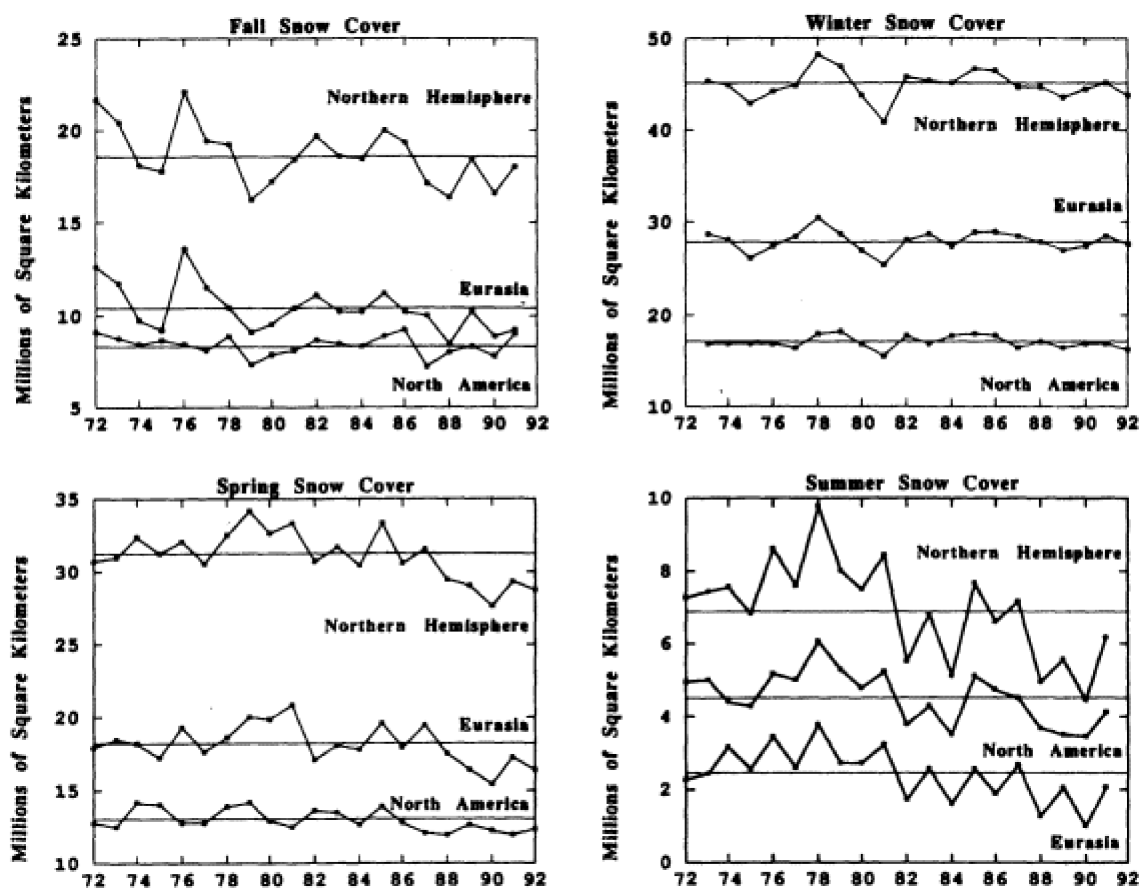 Fall Snow Cover
25
20
15
10
5
Millions of Square Kilometers
Northern Hemisphere
Eurasia
North America
72 74 76 78 80 82 84 86 88 90 92
Winter Snow Cover
50
40
30
20
10
Millions of Square Kilometers
Northern Hemisphere
Eurasia
North America
72 74 76 78 80 82 84 86 88 90 92
Spring Snow Cover
35
30
25
20
15
10
Millions of Square Kilometers
Northern Hemisphere
Eurasia
North America
72 74 76 78 80 82 84 86 88 90 92
Summer Snow Cover
10
8
6
4
2
0
Millions of Square Kilometers
Northern Hemisphere
North America
Eurasia
72 74 76 78 80 82 84 86 88 90 92